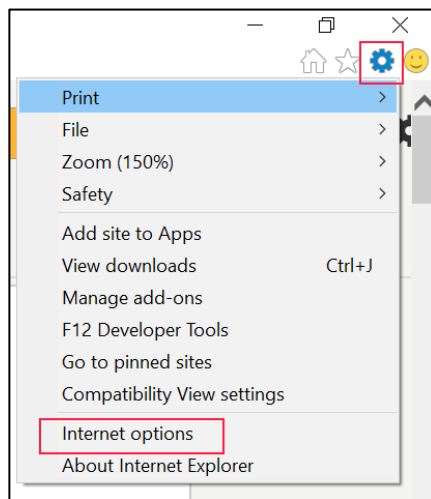 Print
File
Zoom (150%)
Safety
Add site to Apps
View downloads Ctrl+J
Manage add-ons
F12 Developer Tools
Go to pinned sites
Compatibility View settings
Internet options
About Internet Explorer